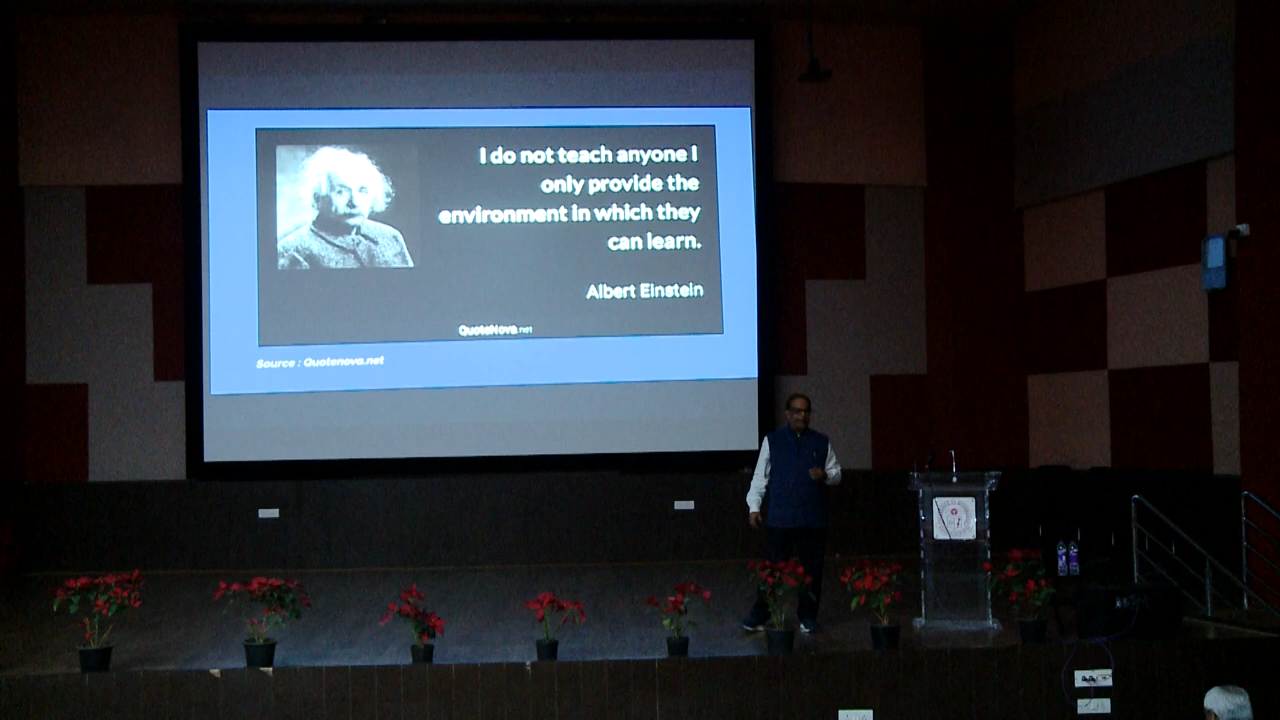 I do not teach anyone I
only provide the
environment in which they
can learn.
Albert Einstein
QuoteNova.net
Source : Quotenova.net